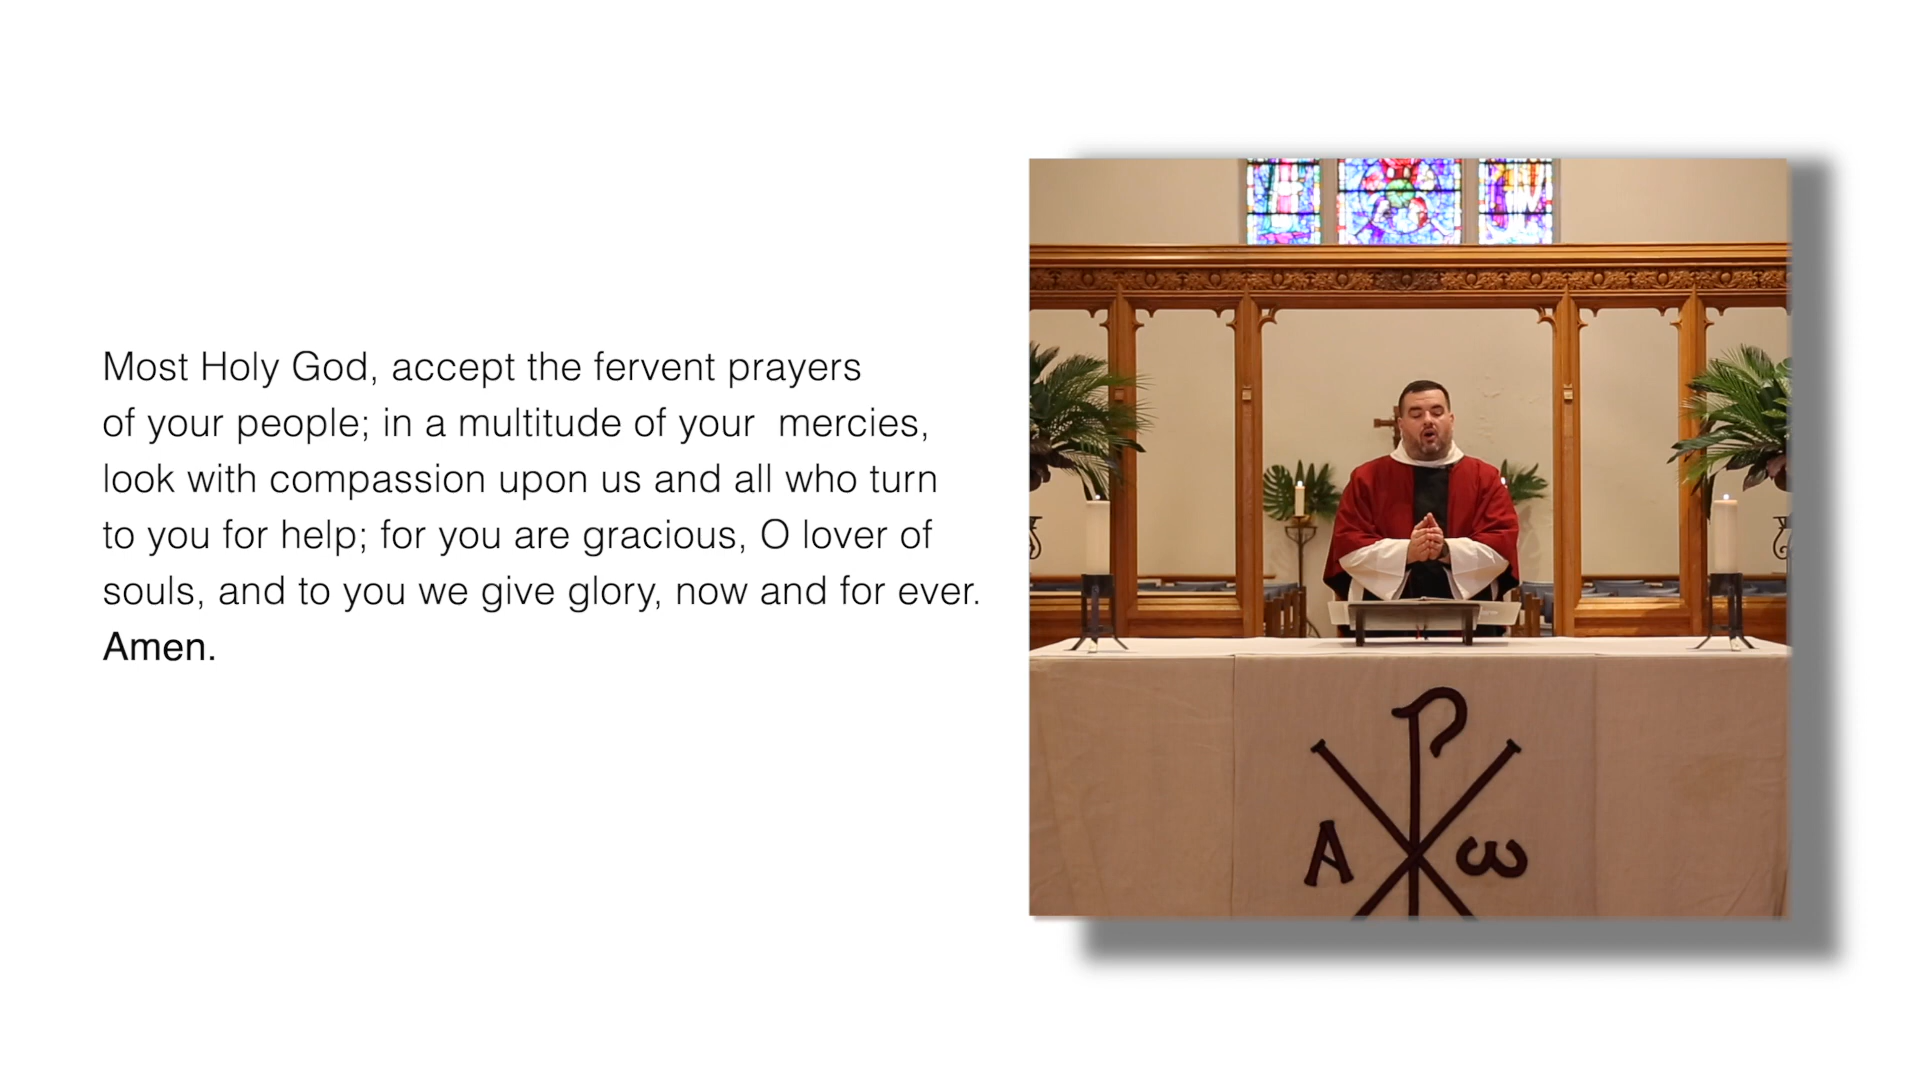 Most Holy God, accept the fervent prayers
of your people; in a multitude of your  mercies,
look with compassion upon us and all who turn
to you for help; for you are gracious, O lover of
souls, and to you we give glory, now and for ever.
Amen.
Α Ρ ω